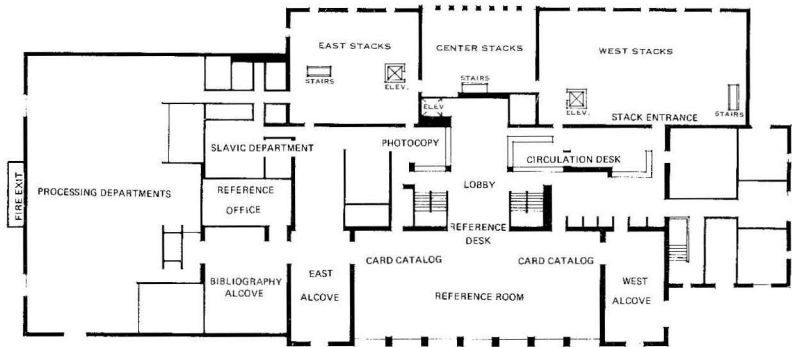 EAST STACKS
CENTER STACKS
WEST STACKS
STAIRS
ELEV.
STAIRS
ELEV
ELEV.
STAIRS
STACK ENTRANCE
SLAVIC DEPARTMENT
PHOTOCOPY
CIRCULATION DESK
FIRE EXIT
PROCESSING DEPARTMENTS
REFERENCE
OFFICE
LOBBY
REFERENCE
DESK
CARD CATALOG
CARD CATALOG
BIBLIOGRAPHY
ALCOVE
EAST
ALCOVE
REFERENCE ROOM
WEST
ALCOVE